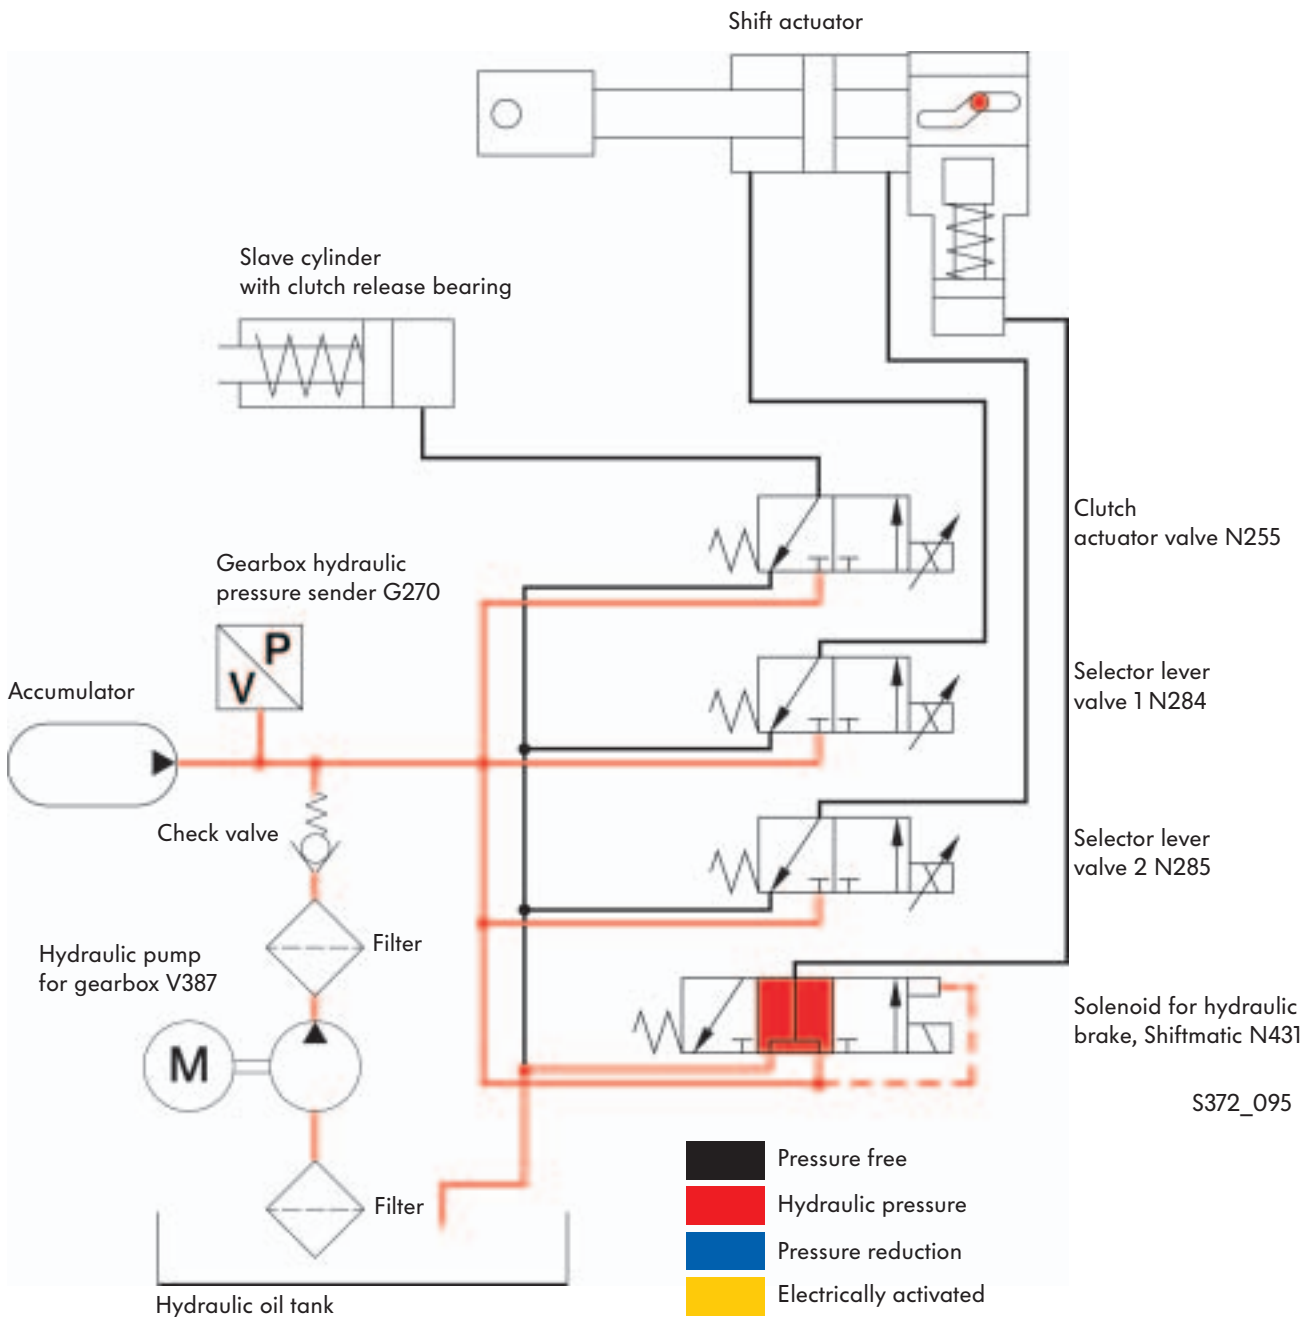 Shift actuator
Slave cylinder
with clutch release bearing
Clutch
actuator valve N255
Gearbox hydraulic
pressure sender G270
P
V
Accumulator
Selector lever
valve 1 N284
Check valve
Selector lever
valve 2 N285
Filter
Hydraulic pump
for gearbox V387
M
Solenoid for hydraulic
brake, Shiftmatic N431
S372_095
Pressure free
Hydraulic pressure
Pressure reduction
Electrically activated
Filter
Hydraulic oil tank